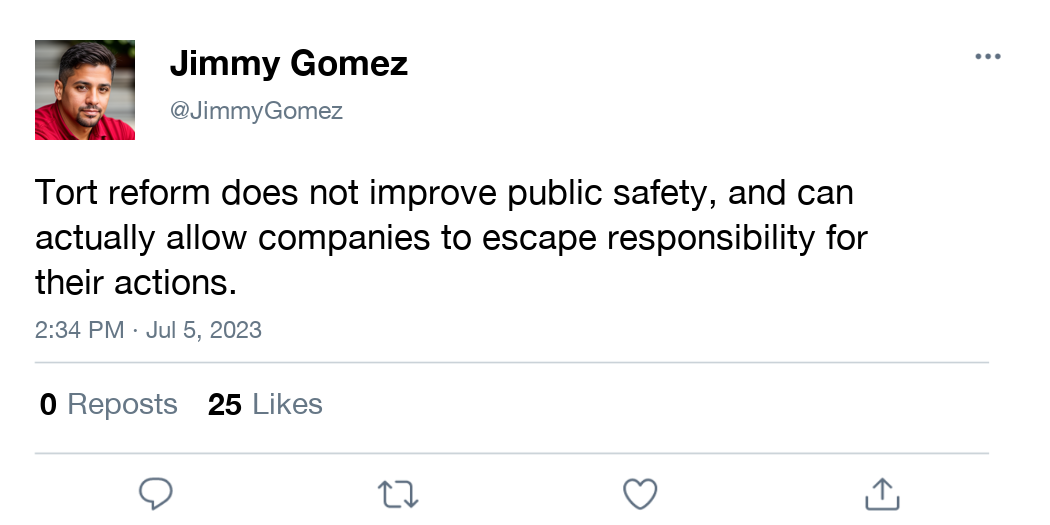 Jimmy Gomez
@JimmyGomez
Tort reform does not improve public safety, and can
actually allow companies to escape responsibility for
their actions.
2:34 PM · Jul 5, 2023
0 Reposts 25 Likes